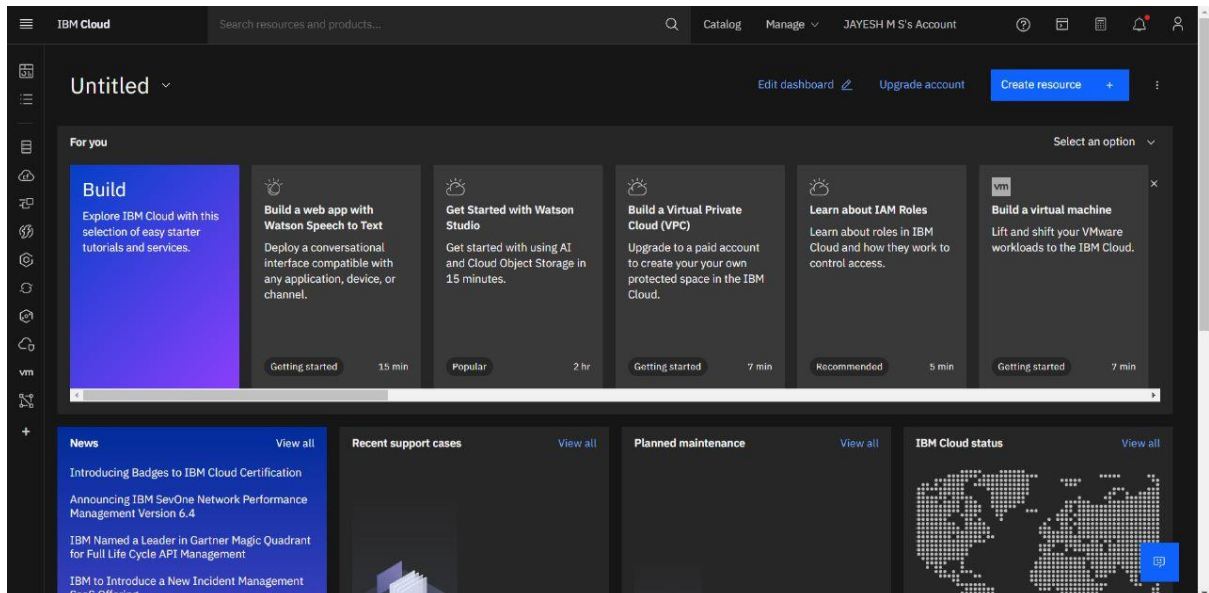 IBM Cloud
Search resources and products...
Catalog
Manage
JAYESH M S's Account
Untitled
Edit dashboard
Upgrade account
Create resource +
For you
Select an option
Build
Explore IBM Cloud with this
selection of easy starter
tutorials and services.
Build a web app with
Watson Speech to Text
Deploy a conversational
interface compatible with
any application, device, or
channel.
Getting started 15 min
Get Started with Watson
Studio
Get started with using AI
and Cloud Object Storage in
15 minutes.
Popular 2 hr
Build a Virtual Private
Cloud (VPC)
Upgrade to a paid account
to create your your own
protected space in the IBM
Cloud.
Getting started 7 min
Learn about IAM Roles
Learn about roles in IBM
Cloud and how they work to
control access.
Recommended 5 min
vm
Build a virtual machine
Lift and shift your VMware
workloads to the IBM Cloud.
Getting started 7 min
vm
News View all
Introducing Badges to IBM Cloud Certification
Announcing IBM SevOne Network Performance
Management Version 6.4
IBM Named a Leader in Gartner Magic Quadrant
for Full Life Cycle API Management
IBM to Introduce a New Incident Management
Recent support cases View all
Planned maintenance View all
IBM Cloud status View all